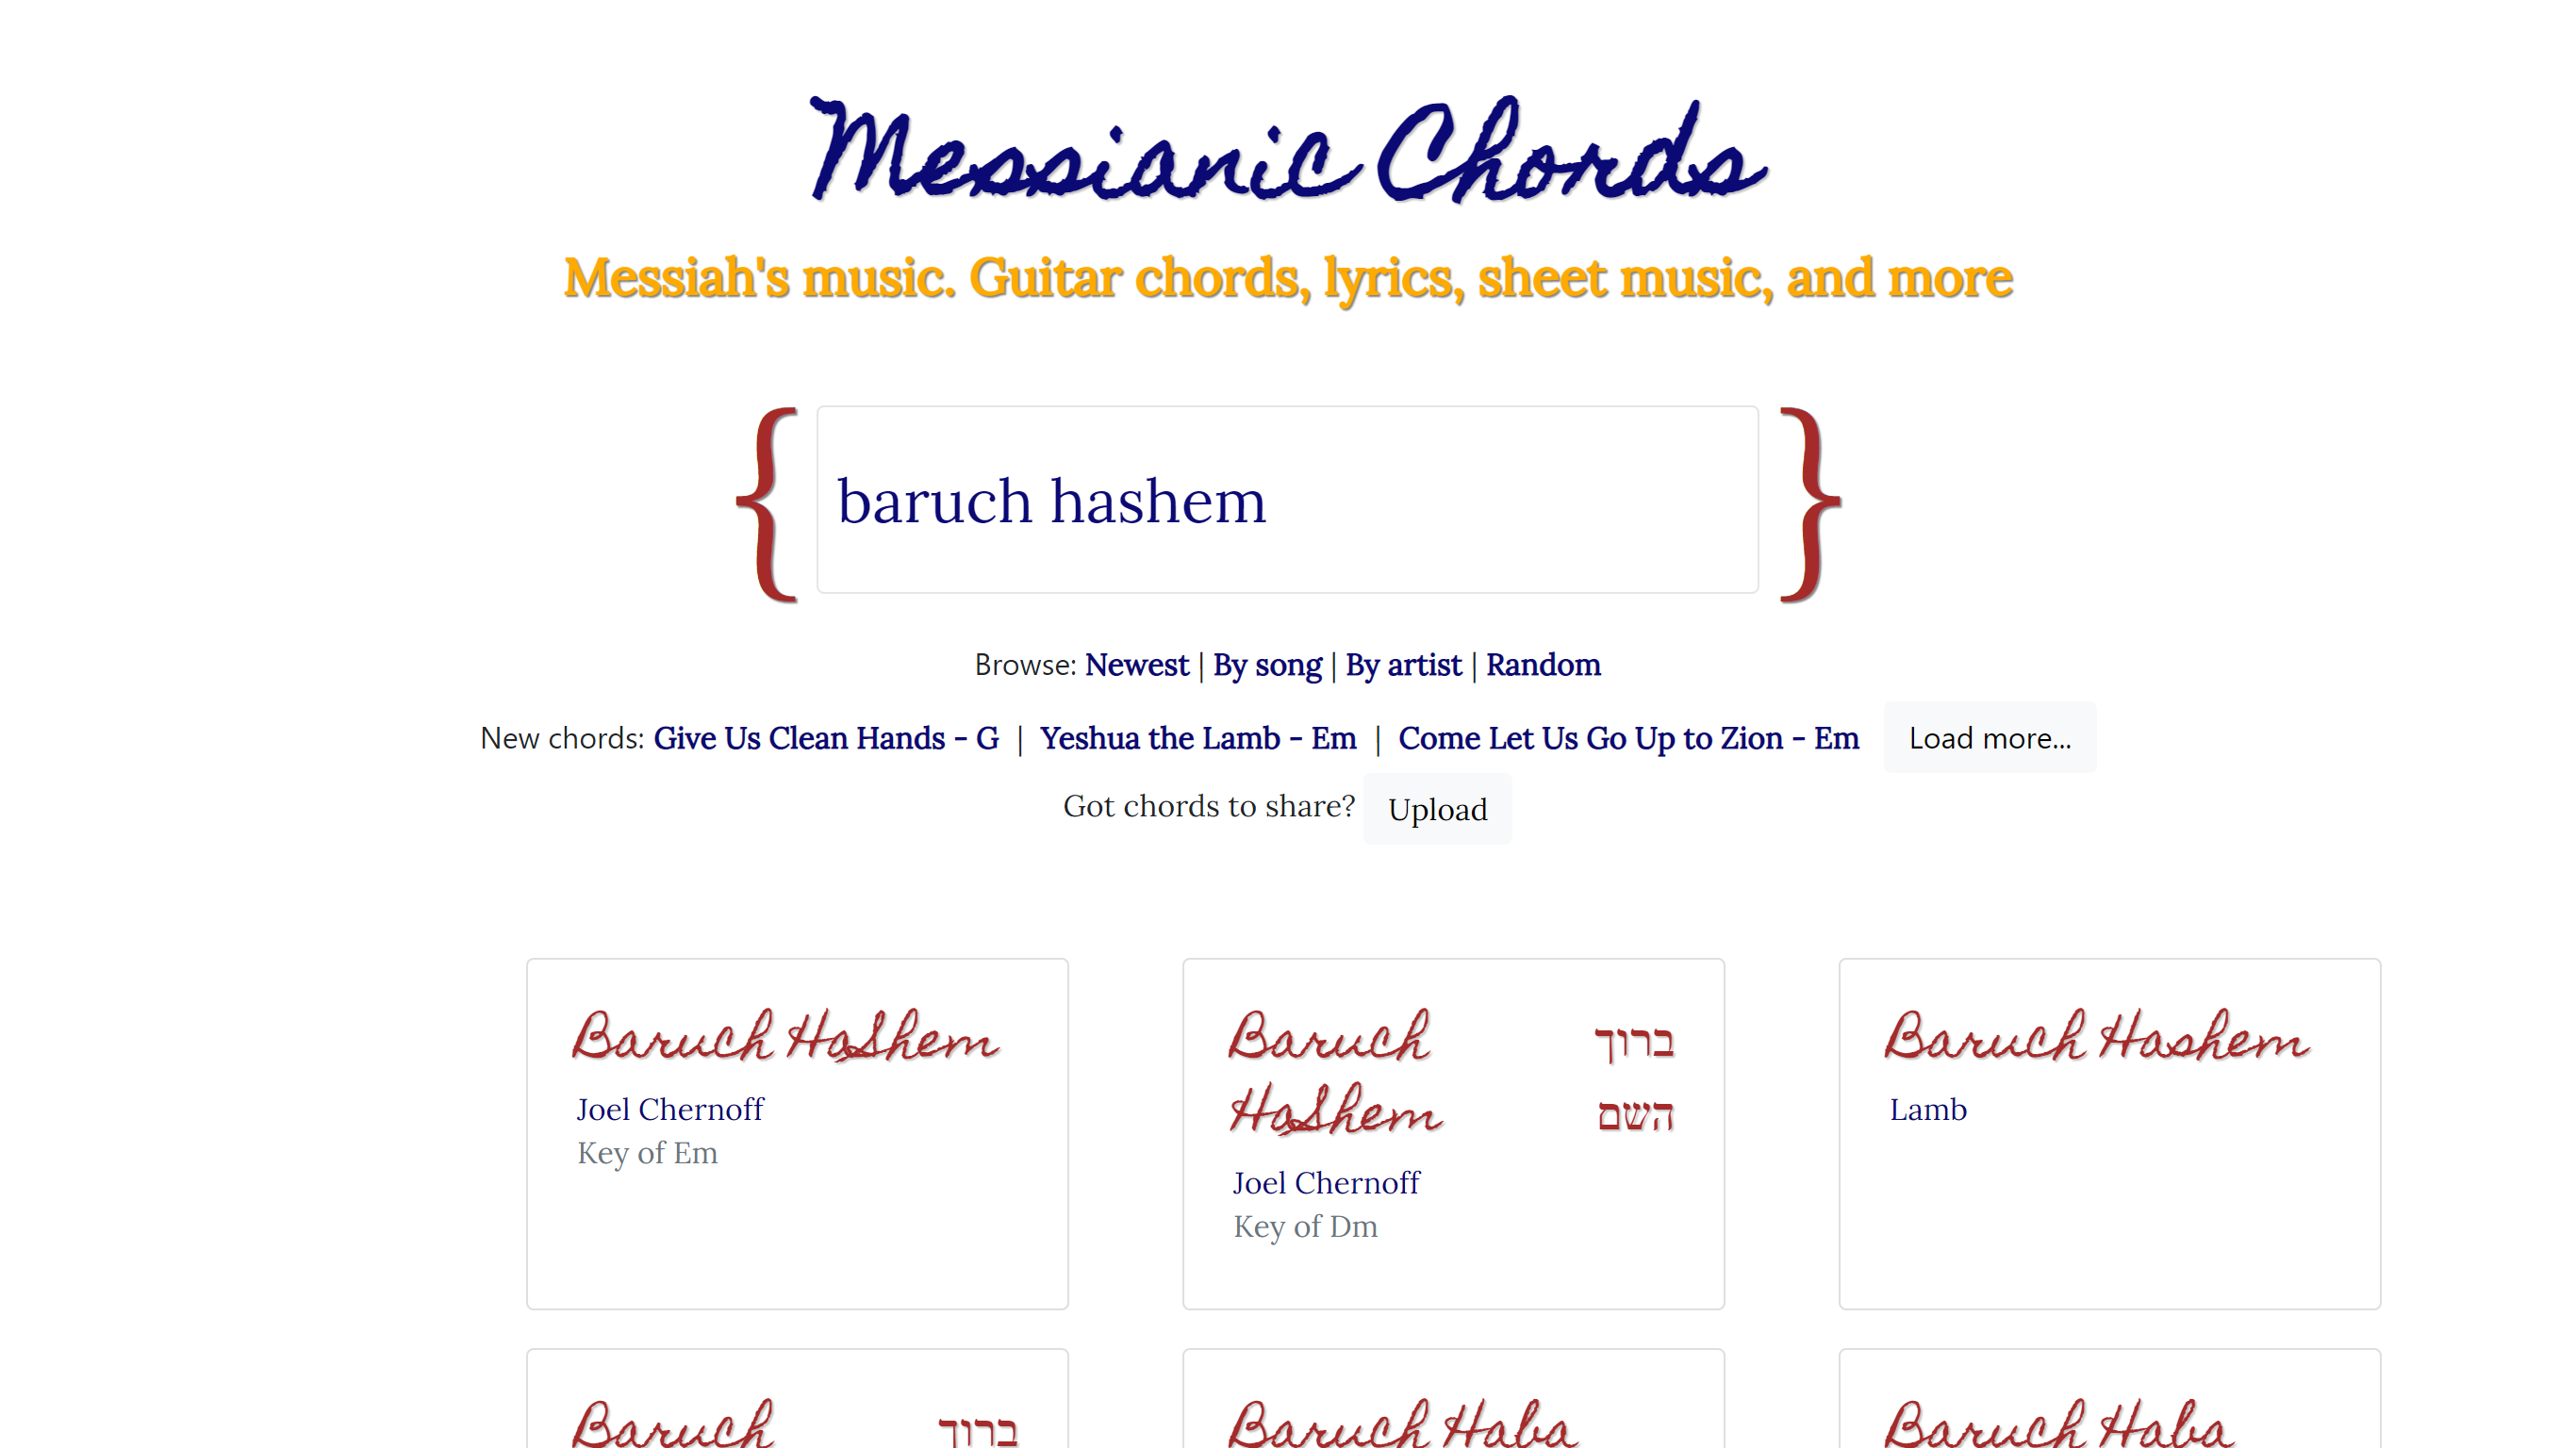 Messianic Chords
Messiah's music. Guitar chords, lyrics, sheet music, and more
{ baruch hashem }
Browse: Newest | By song | By artist | Random
New chords: Give Us Clean Hands - G | Yeshua the Lamb - Em | Come Let Us Go Up to Zion - Em Load more...
Got chords to share? Upload
Baruch HaShem
Joel Chernoff
Key of Em
Baruch ברוך
HaShem השם
Joel Chernoff
Key of Dm
Baruch Hashem
Lamb
Baruch ברוך
Baruch Haba
Baruch Haba